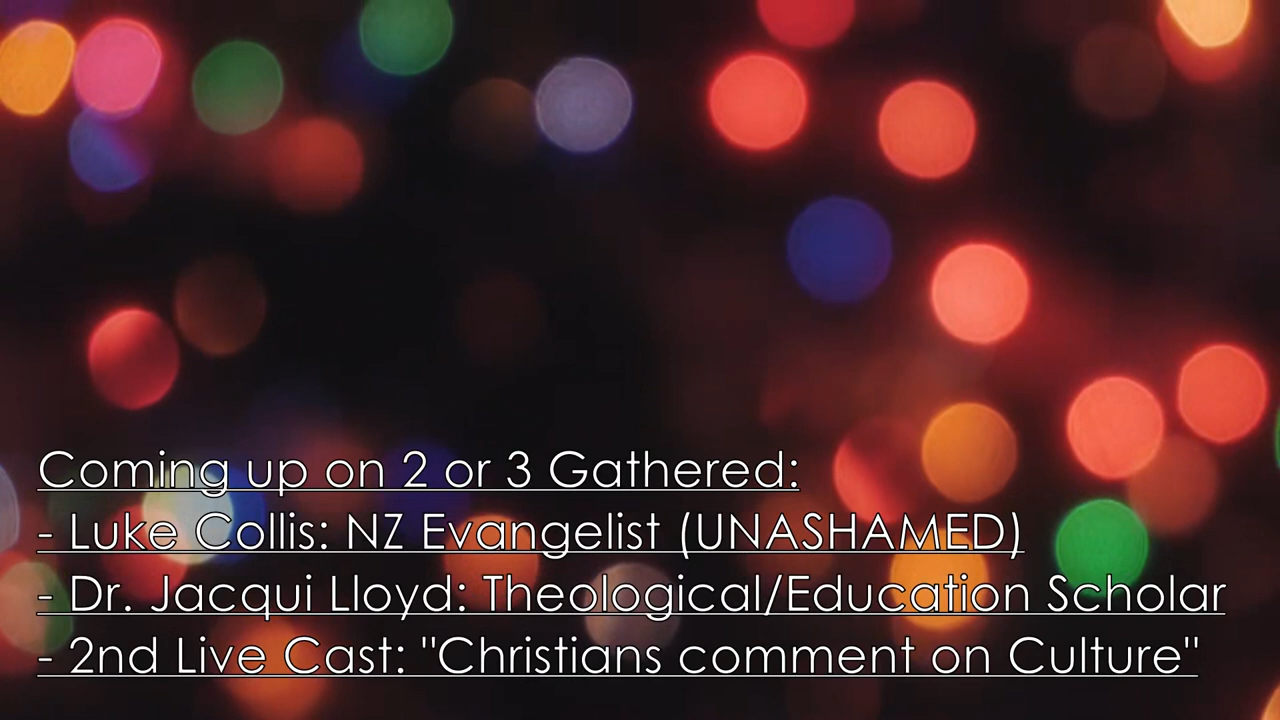 Coming up on 2 or 3 Gathered:
- Luke Collis: NZ Evangelist (UNASHAMED)
- Dr. Jacqui Lloyd: Theological/Education Scholar
- 2nd Live Cast: "Christians comment on Culture"